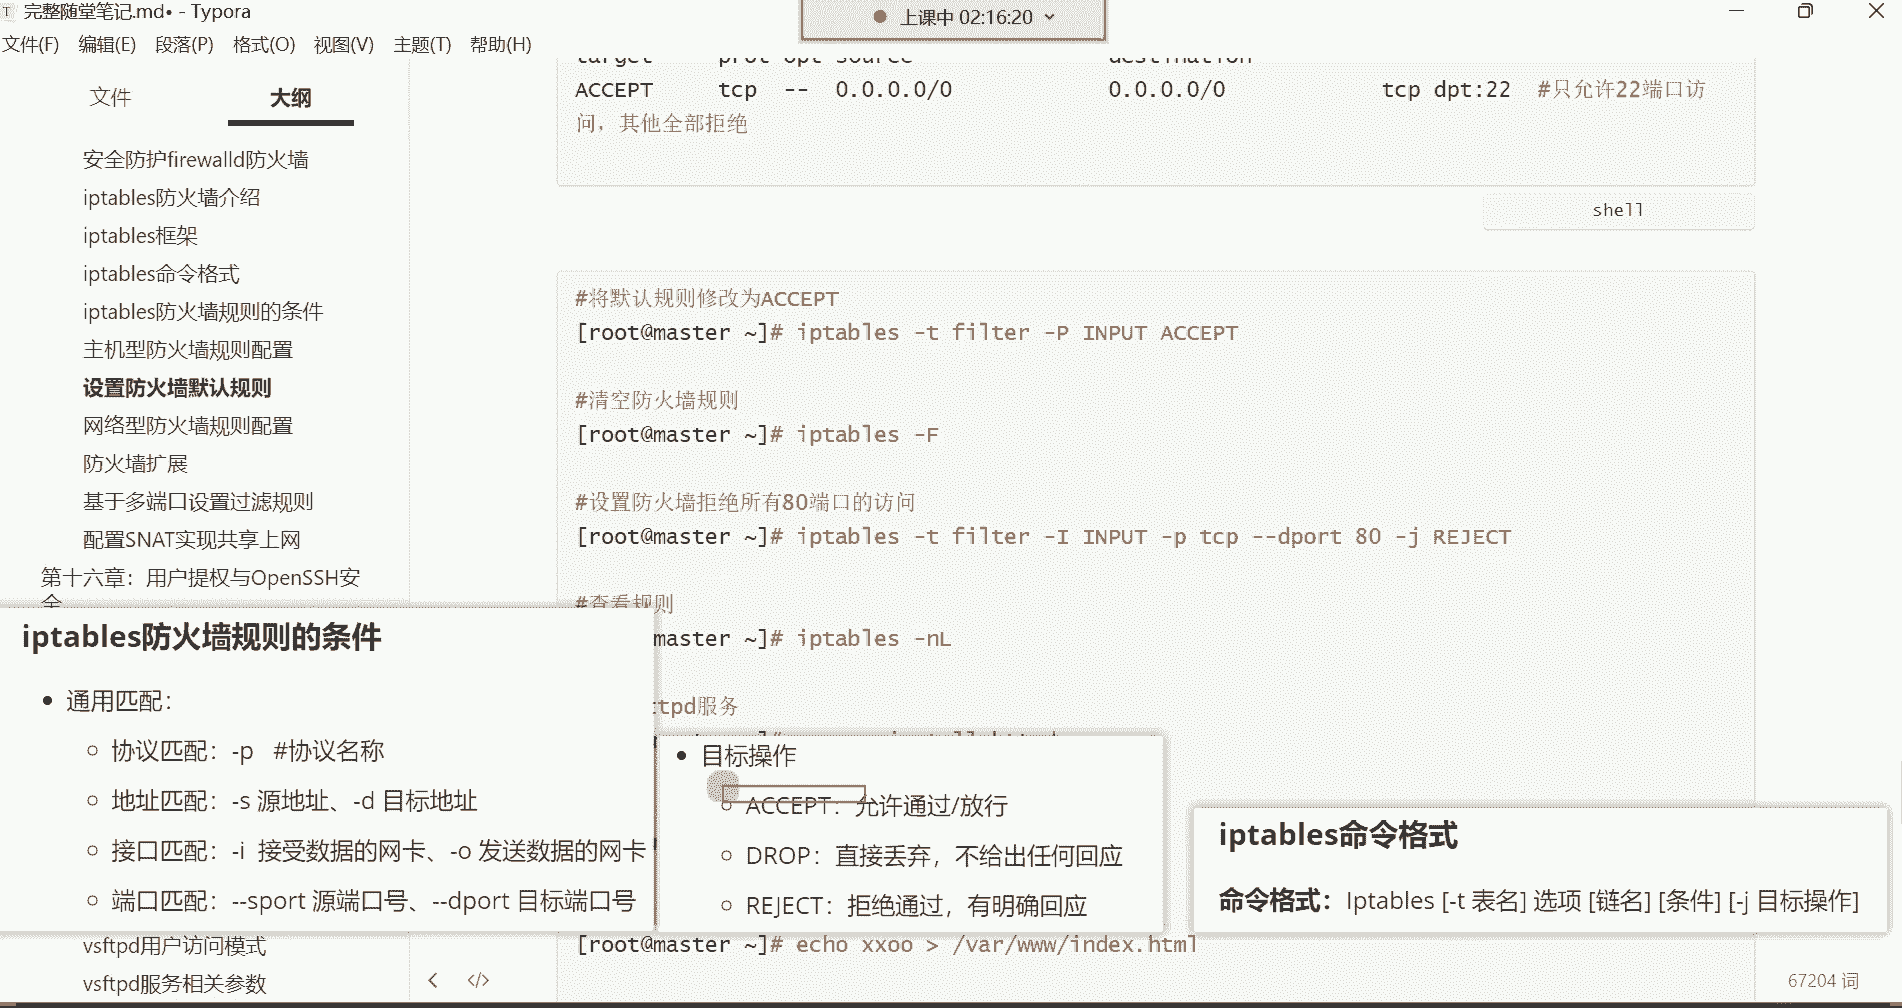 完整随堂笔记.md• - Typora
上课中 02:16:20
文件(F) 编辑(E) 段落(P) 格式(O) 视图(V) 主题(T) 帮助(H)
文件 大纲
安全防护firewalld防火墙
iptables防火墙介绍
iptables框架
iptables命令格式
iptables防火墙规则的条件
主机型防火墙规则配置
设置防火墙默认规则
网络型防火墙规则配置
防火墙扩展
基于多端口设置过滤规则
配置SNAT实现共享上网
第十六章：用户提权与OpenSSH安
全
target prot opt source destination
ACCEPT tcp -- 0.0.0.0/0 0.0.0.0/0 tcp dpt:22 #只允许22端口访
问，其他全部拒绝
shell
#将默认规则修改为ACCEPT
[root@master ~]# iptables -t filter -P INPUT ACCEPT
#清空防火墙规则
[root@master ~]# iptables -F
#设置防火墙拒绝所有80端口的访问
[root@master ~]# iptables -t filter -I INPUT -p tcp --dport 80 -j REJECT
#查看规则
master ~]# iptables -nL
tpd服务
iptables防火墙规则的条件
• 通用匹配：
协议匹配：-p #协议名称
地址匹配：-s 源地址、-d 目标地址
接口匹配：-i 接受数据的网卡、-o 发送数据的网卡
端口匹配：--sport 源端口号、--dport 目标端口号
• 目标操作
ACCEPT：允许通过/放行
DROP：直接丢弃，不给出任何回应
REJECT：拒绝通过，有明确回应
iptables命令格式
命令格式：Iptables [-t 表名] 选项 [链名] [条件] [-j 目标操作]
vsftpd用户访问模式
vsftpd服务相关参数
[root@master ~]# echo xxoo > /var/www/index.html
67204 词